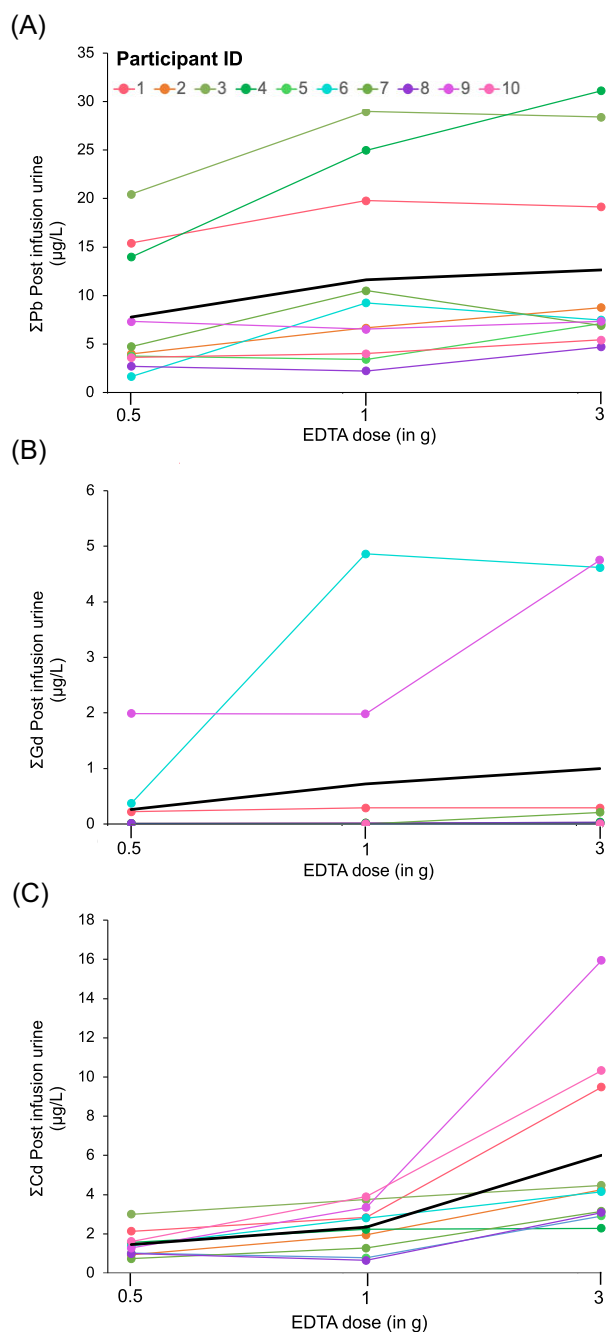 (A)
Participant ID
1 2 3 4 5 6 7 8 9 10
35
30
25
20
15
10
5
0
ΣPb Post infusion urine
(µg/L)
0.5 1 3
EDTA dose (in g)
(B)
6
5
4
3
2
1
0
ΣGd Post infusion urine
(µg/L)
0.5 1 3
EDTA dose (in g)
(C)
18
16
14
12
10
8
6
4
2
0
ΣCd Post infusion urine
(µg/L)
0.5 1 3
EDTA dose (in g)